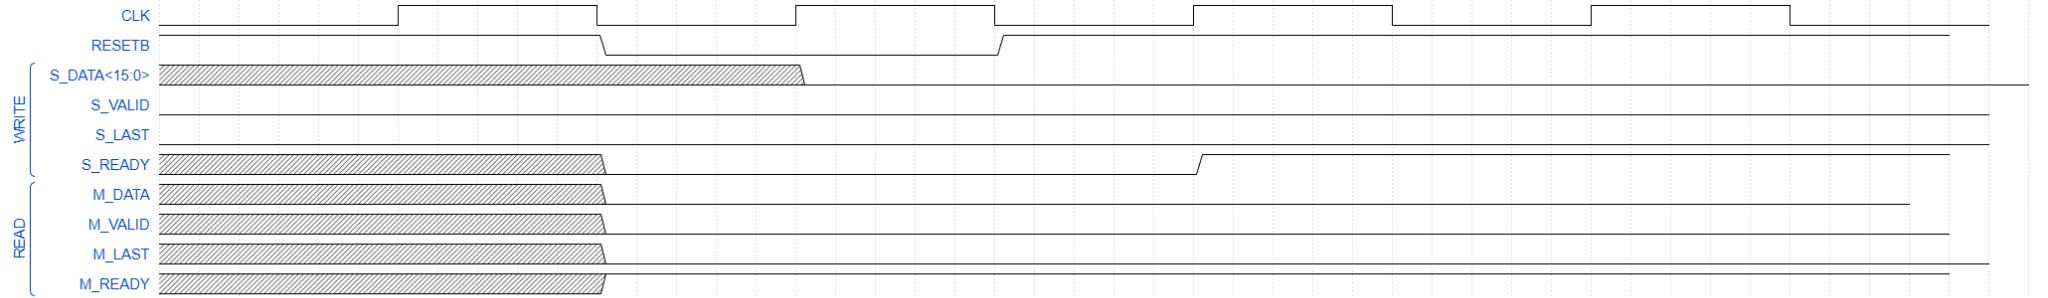 CLK
RESETB
WRITE
S_DATA<15:0>
S_VALID
S_LAST
S_READY
READ
M_DATA
M_VALID
M_LAST
M_READY